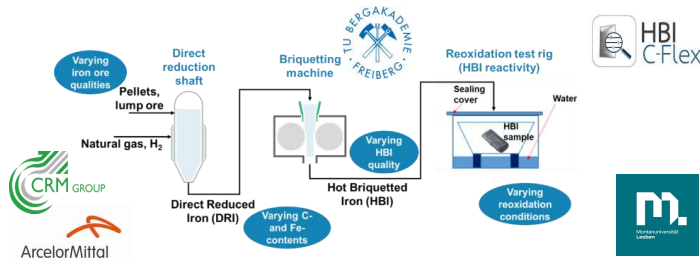 Varying
iron ore
qualities
Direct
reduction
shaft
Pellets,
lump ore
Natural gas, H2
Direct Reduced
Iron (DRI)
Varying C-
and Fe-
contents
Briquetting
machine
TU BERGAKADEMIE
FREIBERG
Varying
HBI
quality
Hot Briquetted
Iron (HBI)
Reoxidation test rig
(HBI reactivity)
Sealing
cover
Water
HBI
sample
Varying
reoxidation
conditions
HBI
C-Flex
CRM GROUP
ArcelorMittal
M.
Montanuniversität
Leoben